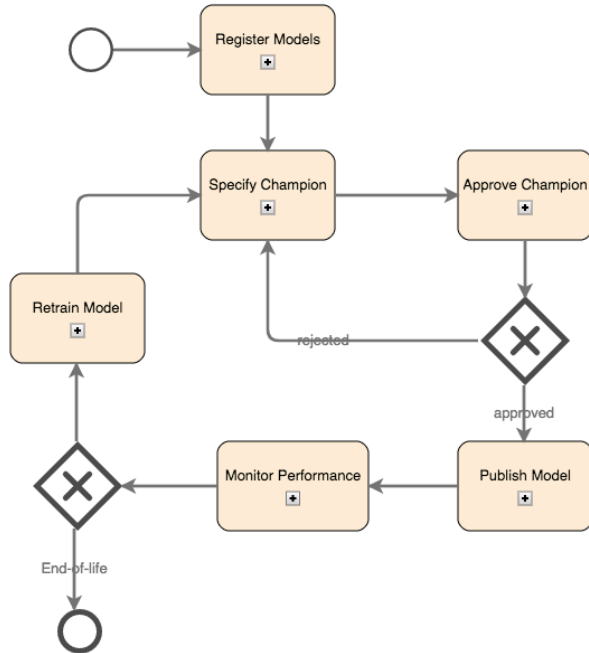 Register Models
Specify Champion
Approve Champion
Retrain Model
rejected
approved
Monitor Performance
Publish Model
End-of-life